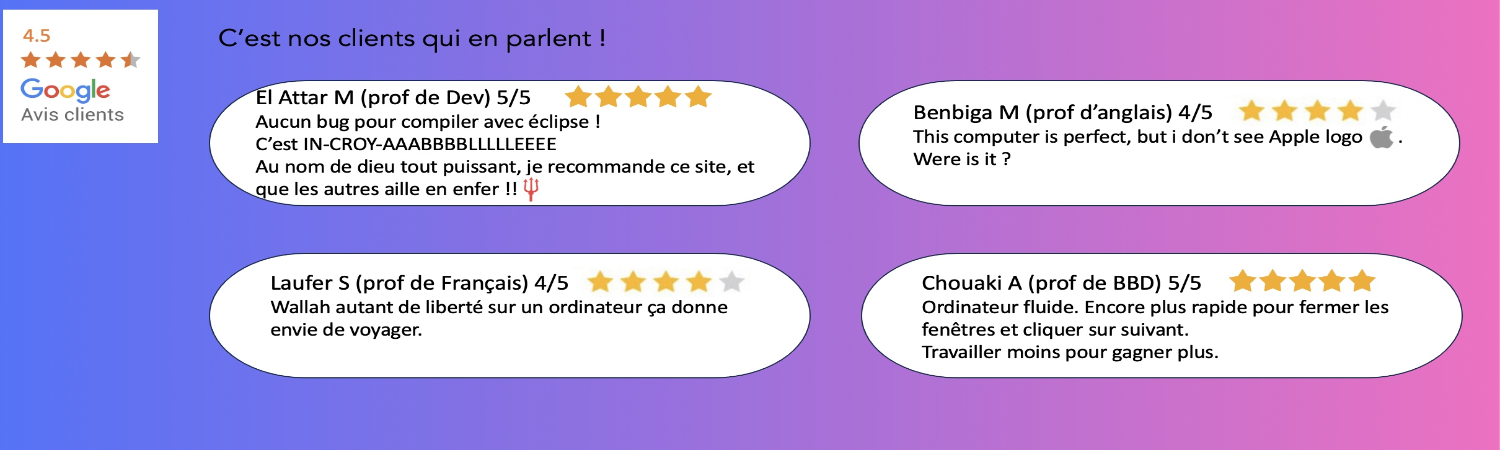 4.5
Google
Avis clients
C’est nos clients qui en parlent !
El Attar M (prof de Dev) 5/5
Aucun bug pour compiler avec éclipse !
C’est IN-CROY-AAABBBBLLLLLEEEE
Au nom de dieu tout puissant, je recommande ce site, et
que les autres aille en enfer !!
Benbiga M (prof d’anglais) 4/5
This computer is perfect, but i don’t see Apple logo .
Were is it ?
Laufer S (prof de Français) 4/5
Wallah autant de liberté sur un ordinateur ça donne
envie de voyager.
Chouaki A (prof de BBD) 5/5
Ordinateur fluide. Encore plus rapide pour fermer les
fenêtres et cliquer sur suivant.
Travailler moins pour gagner plus.